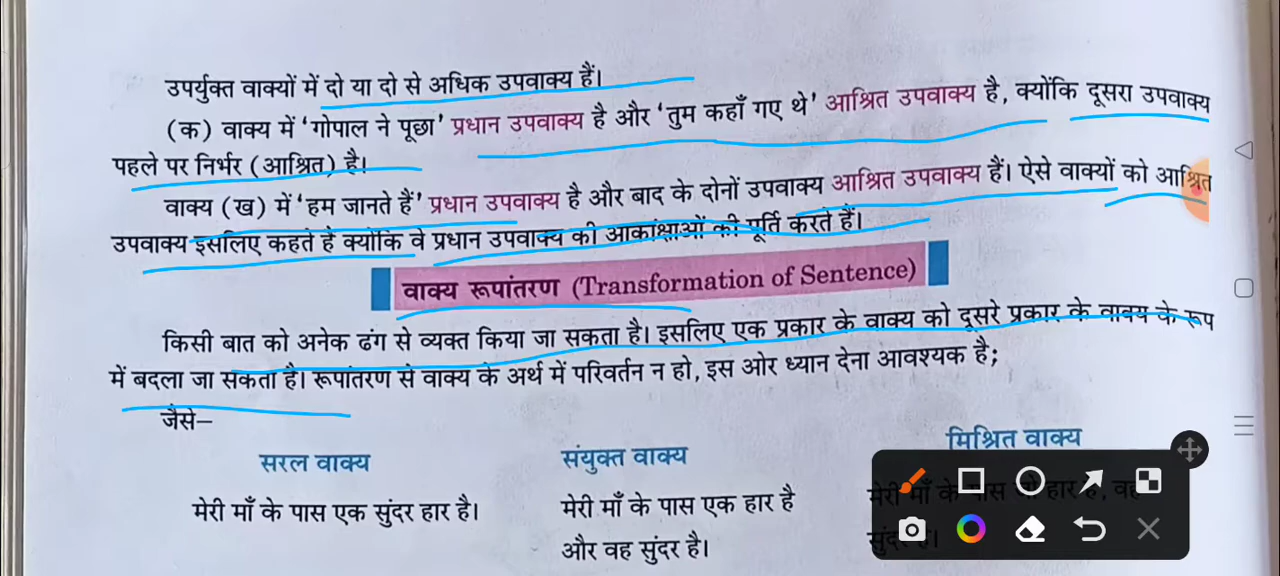 उपर्युक्त वाक्यों में दो या दो से अधिक उपवाक्य हैं।
(क) वाक्य में 'गोपाल ने पूछा' प्रधान उपवाक्य है और 'तुम कहाँ गए थे' आश्रित उपवाक्य है, क्योंकि दूसरा उपवाक्य
पहले पर निर्भर (आश्रित) है।
वाक्य (ख) में 'हम जानते हैं' प्रधान उपवाक्य है और बाद के दोनों उपवाक्य आश्रित उपवाक्य हैं। ऐसे वाक्यों को आश्रित
उपवाक्य इसलिए कहते हैं क्योंकि वे प्रधान उपवाक्य की आकांक्षाओं की पूर्ति करते हैं।
वाक्य रूपांतरण (Transformation of Sentence)
किसी बात को अनेक ढंग से व्यक्त किया जा सकता है। इसलिए एक प्रकार के वाक्य को दूसरे प्रकार के वाक्य के रूप
में बदला जा सकता है। रूपांतरण से वाक्य के अर्थ में परिवर्तन न हो, इस ओर ध्यान देना आवश्यक है;
जैसे–
सरल वाक्य संयुक्त वाक्य मिश्रित वाक्य
मेरी माँ के पास एक सुंदर हार है। मेरी माँ के पास एक हार है मेरी माँ के पास जो हार है, वह
और वह सुंदर है। सुंदर है।